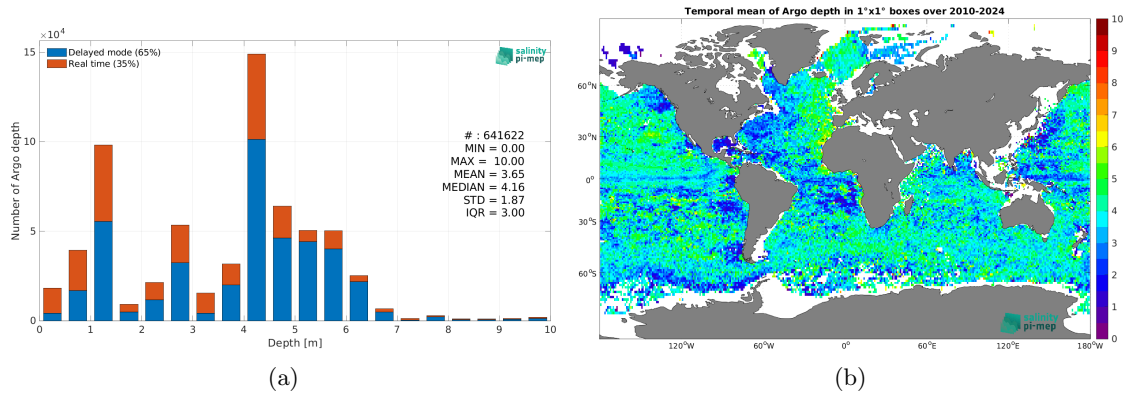 ×10⁴
15
10
5
0
Number of Argo depth
Delayed mode (65%)
Real time (35%)
salinity
pi-mep
# : 641622
MIN = 0.00
MAX = 10.00
MEAN = 3.65
MEDIAN = 4.16
STD = 1.87
IQR = 3.00
0 1 2 3 4 5 6 7 8 9 10
Depth [m]
(a)
Temporal mean of Argo depth in 1°x1° boxes over 2010-2024
60°N
30°N
0°
30°S
60°S
120°W 60°W 0° 60°E 120°E 180°W
salinity
pi-mep
10
9
8
7
6
5
4
3
2
1
0
(b)